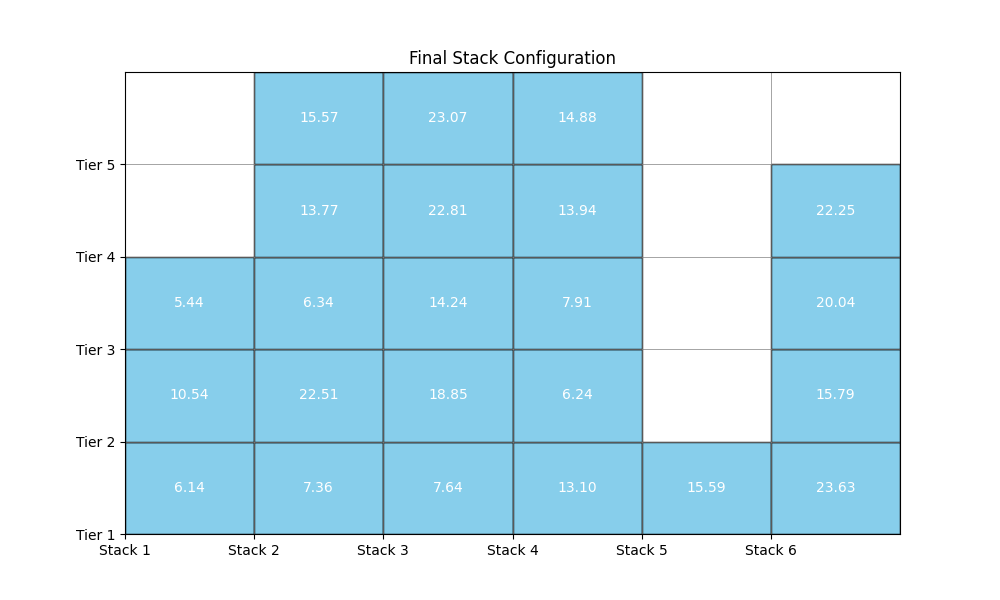 Final Stack Configuration
15.57 23.07 14.88
Tier 5
13.77 22.81 13.94 22.25
Tier 4
5.44 6.34 14.24 7.91 20.04
Tier 3
10.54 22.51 18.85 6.24 15.79
Tier 2
6.14 7.36 7.64 13.10 15.59 23.63
Tier 1
Stack 1 Stack 2 Stack 3 Stack 4 Stack 5 Stack 6